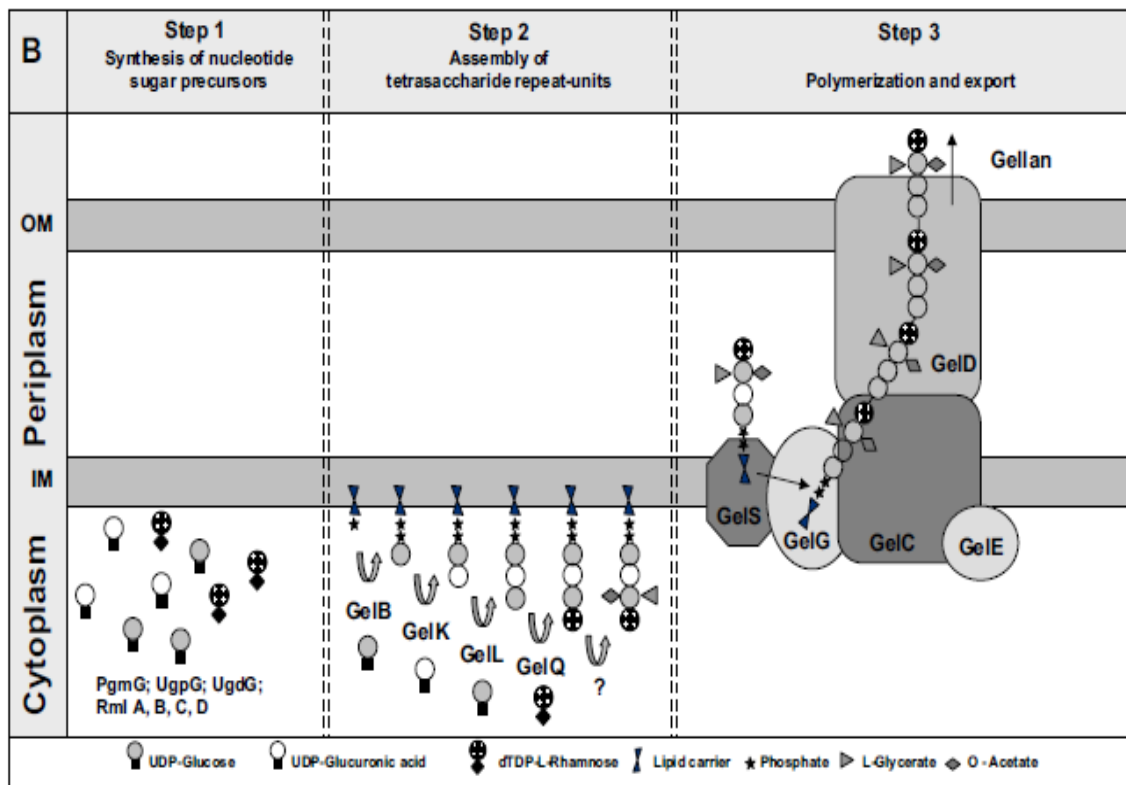 B
Step 1
Synthesis of nucleotide
sugar precursors
Step 2
Assembly of
tetrasaccharide repeat-units
Step 3
Polymerization and export
OM
Periplasm
IM
Cytoplasm
PgmG; UgpG; UgdG;
Rml A, B, C, D
GelB
GelK
GelL
GelQ
?
Gellan
GelD
GelS
GelG
GelC
GelE
UDP-Glucose
UDP-Glucuronic acid
dTDP-L-Rhamnose
Lipid carrier
Phosphate
L-Glycerate
O - Acetate